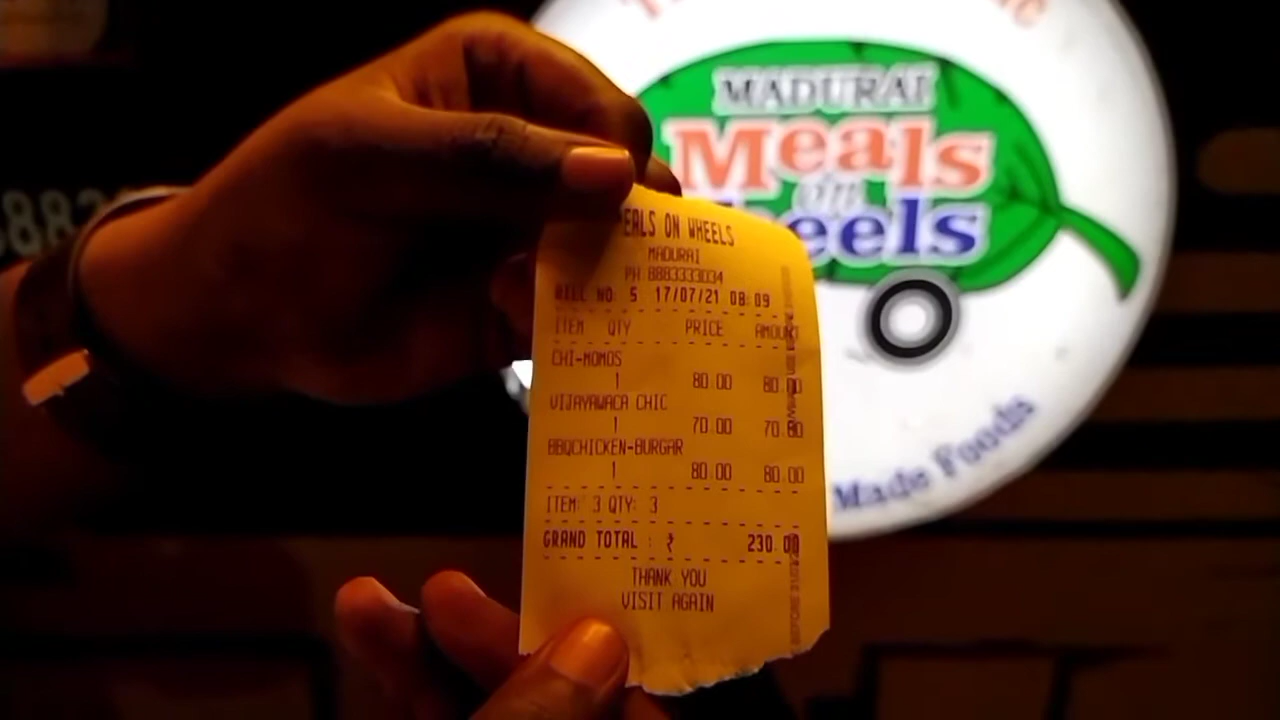 MADURAI
Meals
on
eels
Made Foods
EALS ON WHEELS
MADURAI
PH 8883333034
BILL NO: 5 17/07/21 08:09
ITEM QTY PRICE AMOUNT
CHI-MOMOS
1 80.00 80.00
VIJAYAWACA CHIC
1 70.00 70.00
BBQCHICKEN-BURGAR
1 80.00 80.00
ITEM: 3 QTY: 3
GRAND TOTAL : ₹ 230.00
THANK YOU
VISIT AGAIN